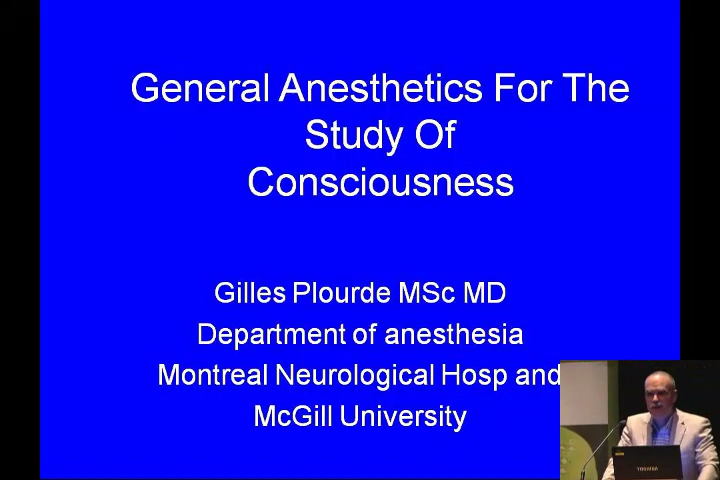 General Anesthetics For The
Study Of
Consciousness
Gilles Plourde MSc MD
Department of anesthesia
Montreal Neurological Hosp and
McGill University
TOSHIBA